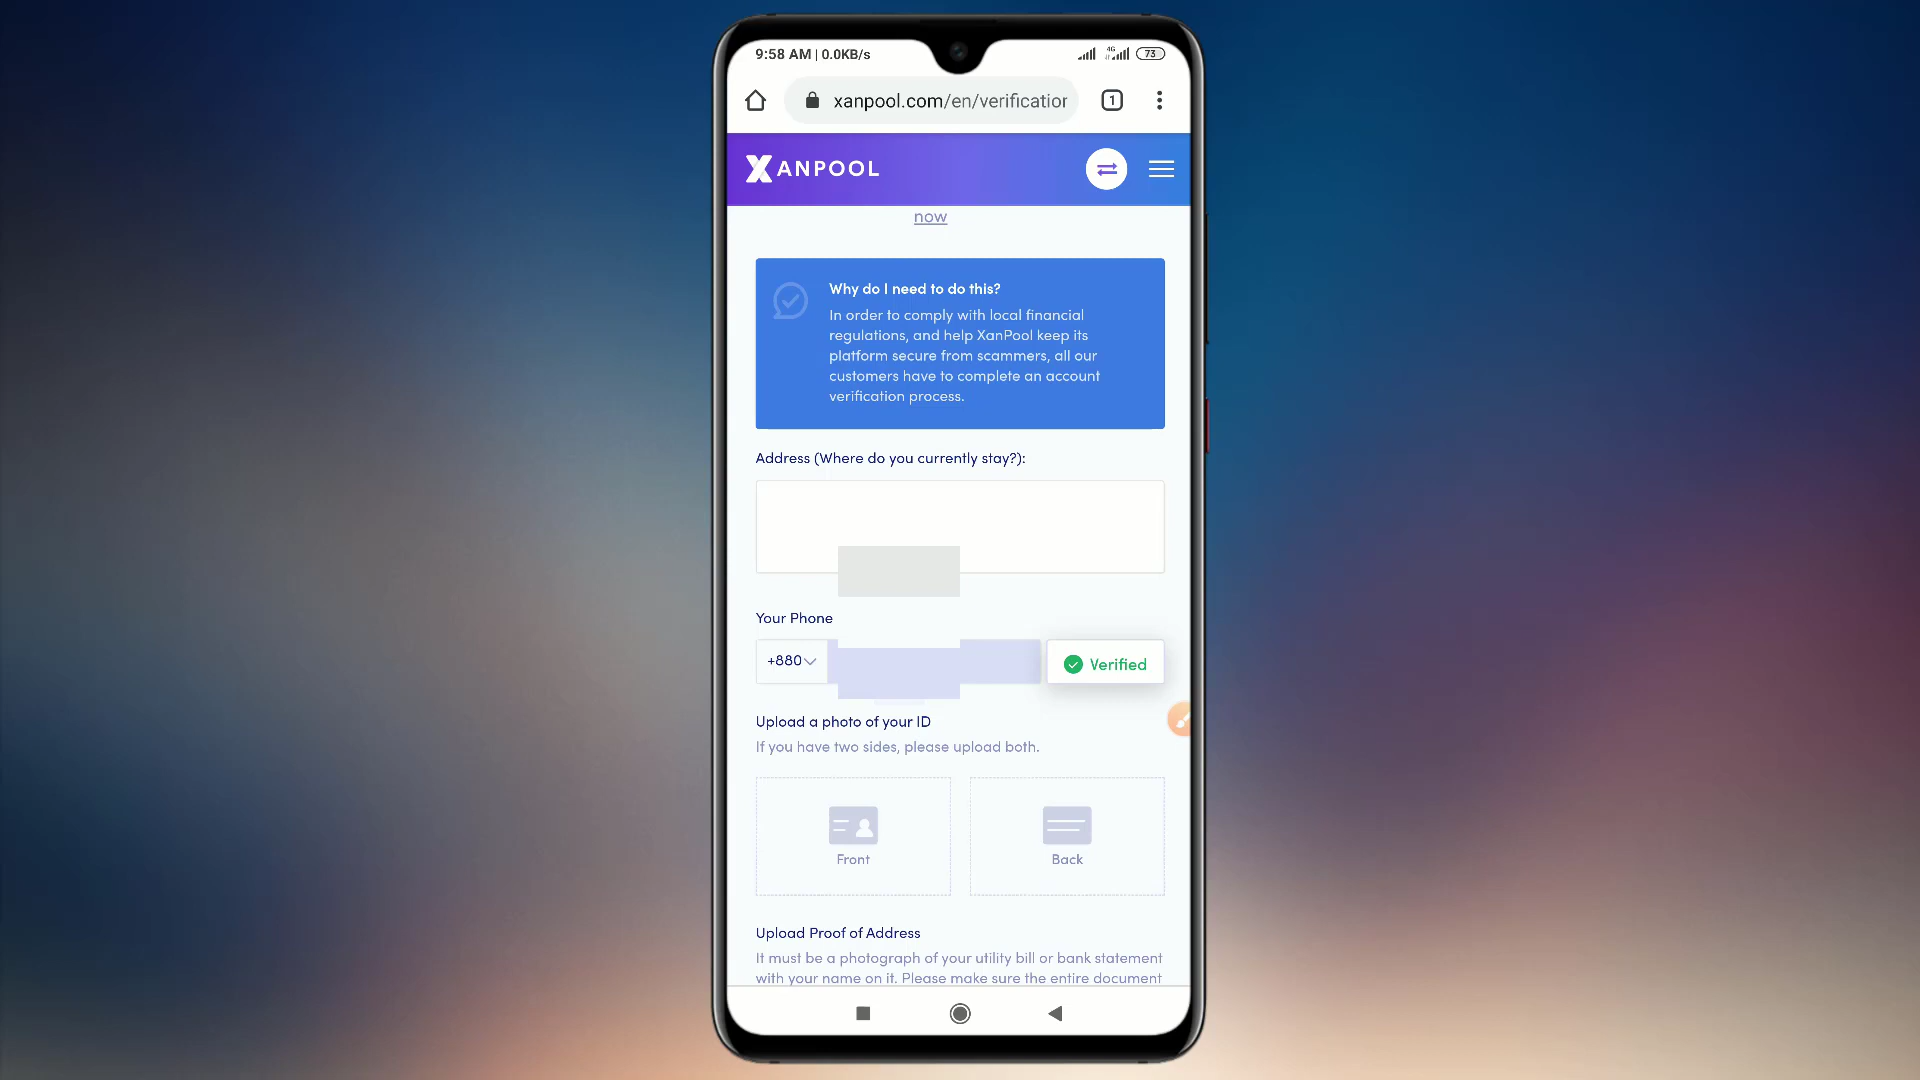 9:58 AM | 0.0KB/s
4G
73
xanpool.com/en/verification
1
XANPOOL
now
Why do I need to do this?
In order to comply with local financial
regulations, and help XanPool keep its
platform secure from scammers, all our
customers have to complete an account
verification process.
Address (Where do you currently stay?):
Your Phone
+880
Verified
Upload a photo of your ID
If you have two sides, please upload both.
Front
Back
Upload Proof of Address
It must be a photograph of your utility bill or bank statement
with your name on it. Please make sure the entire document